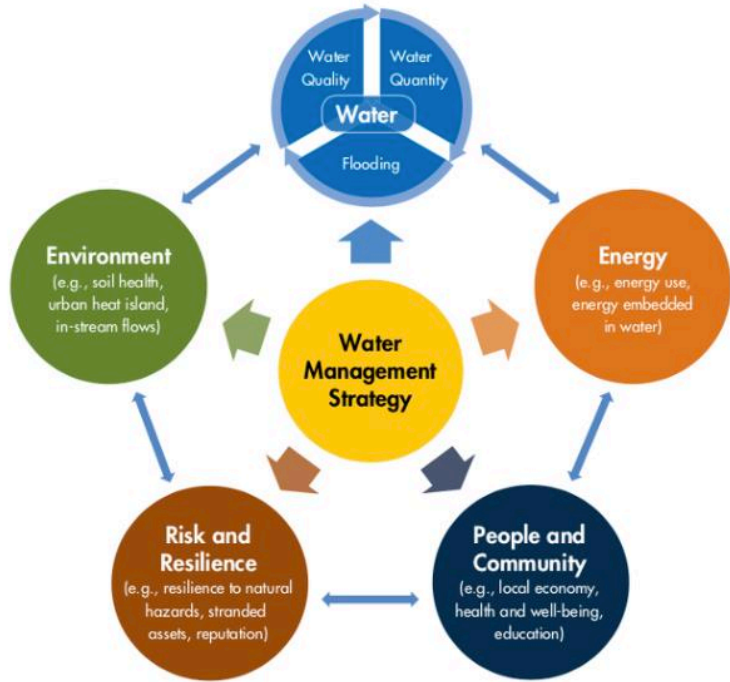 Water
Quality
Water
Quantity
Water
Flooding
Environment
(e.g., soil health,
urban heat island,
in-stream flows)
Energy
(e.g., energy use,
energy embedded
in water)
Water
Management
Strategy
Risk and
Resilience
(e.g., resilience to natural
hazards, stranded
assets, reputation)
People and
Community
(e.g., local economy,
health and well-being,
education)